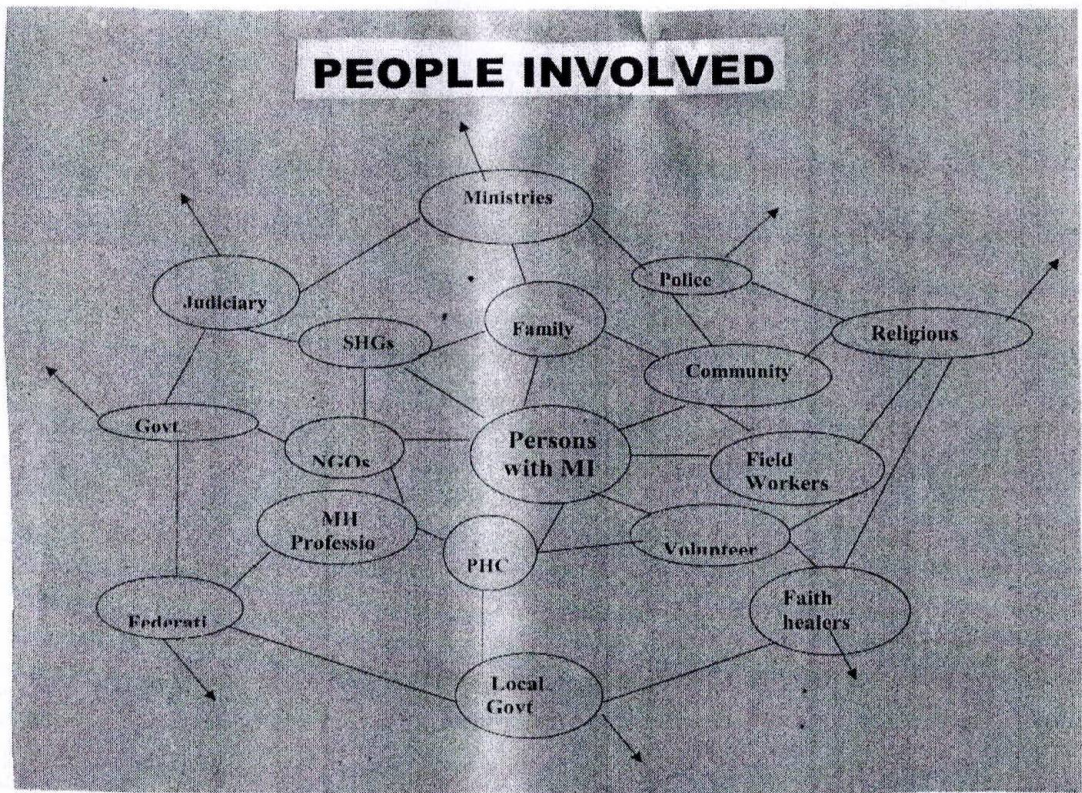 PEOPLE INVOLVED
Ministries
Police
Judiciary
Family
Religious
SHGs
Community
Govt
Persons
with MI
NGOs
Field
Workers
MH
Professio
PHC
Volunteer
Faith
healers
Federati
Local
Govt